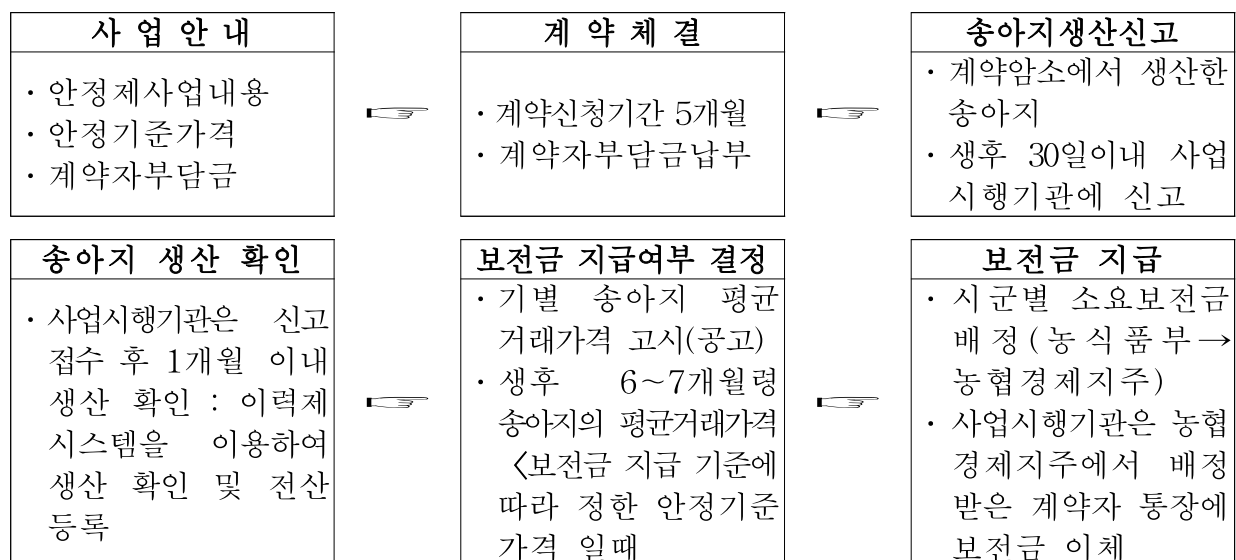 사 업 안 내
· 안정제사업내용
· 안정기준가격
· 계약자부담금
☞
계 약 체 결
· 계약신청기간 5개월
· 계약자부담금납부
☞
송아지생산신고
· 계약암소에서 생산한
송아지
· 생후 30일이내 사업
시행기관에 신고
송아지 생산 확인
· 사업시행기관은 신고
접수 후 1개월 이내
생산 확인 : 이력제
시스템을 이용하여
생산 확인 및 전산
등록
☞
보전금 지급여부 결정
· 기별 송아지 평균
거래가격 고시(공고)
· 생후 6~7개월령
송아지의 평균거래가격
〈보전금 지급 기준에
따라 정한 안정기준
가격 일때
☞
보전금 지급
· 시군별 소요보전금
배정(농식품부→
농협경제지주)
· 사업시행기관은 농협
경제지주에서 배정
받은 계약자 통장에
보전금 이체